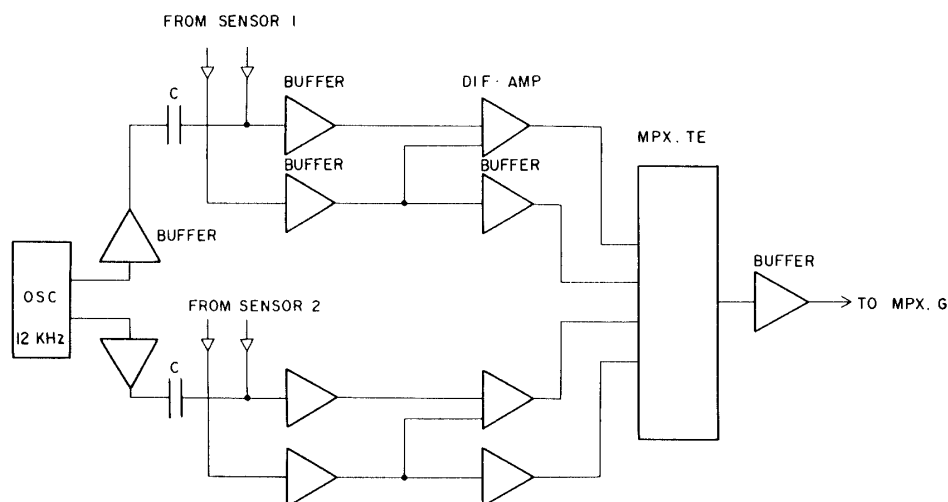 FROM SENSOR 1
C
BUFFER
DIF·AMP
MPX. TE
BUFFER
BUFFER
BUFFER
BUFFER
OSC
12 KHz
FROM SENSOR 2
C
TO MPX. G